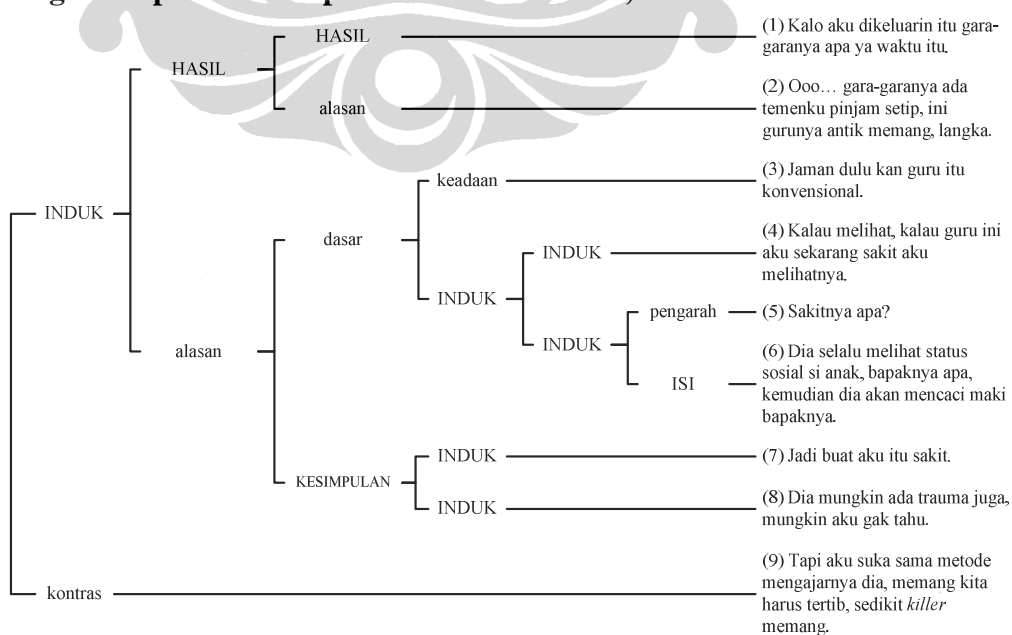 HASIL
(1) Kalo aku dikeluarin itu gara-
garanya apa ya waktu itu.
HASIL
alasan
(2) Ooo… gara-garanya ada
temenku pinjam setip, ini
gurunya antik memang, langka.
keadaan
(3) Jaman dulu kan guru itu
konvensional.
INDUK
dasar
INDUK
(4) Kalau melihat, kalau guru ini
aku sekarang sakit aku
melihatnya.
INDUK
pengarah
(5) Sakitnya apa?
INDUK
alasan
ISI
(6) Dia selalu melihat status
sosial si anak, bapaknya apa,
kemudian dia akan mencaci maki
bapaknya.
INDUK
(7) Jadi buat aku itu sakit.
KESIMPULAN
INDUK
(8) Dia mungkin ada trauma juga,
mungkin aku gak tahu.
kontras
(9) Tapi aku suka sama metode
mengajarnya dia, memang kita
harus tertib, sedikit killer
memang.